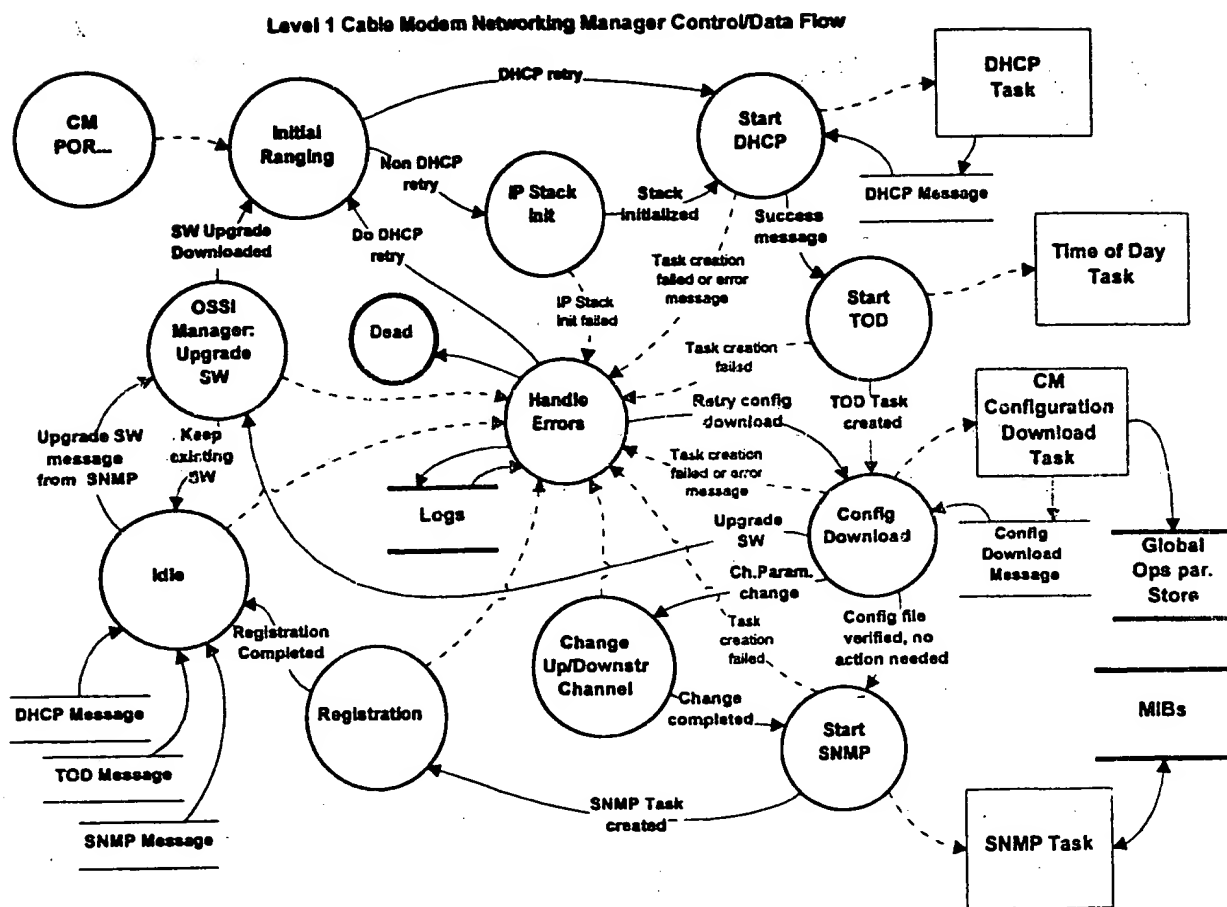 Level 1 Cable Modem Networking Manager Control/Data Flow
CM
POR...
Initial
Ranging
DHCP retry
Start
DHCP
DHCP
Task
Non DHCP
retry
IP Stack
Init
Stack
initialized
DHCP Message
SW Upgrade
Downloaded
Do DHCP
retry
Success
message
Task creation
failed or error
message
Time of Day
Task
OSSI
Manager:
Upgrade
SW
Dead
IP Stack
Init failed
Start
TOD
Task creation
failed
Handle
Errors
Retry config
download
TOD Task
created
CM
Configuration
Download
Task
Upgrade SW
message
from SNMP
Keep
existing
SW
Task creation
failed or error
message
Logs
Upgrade
SW
Config
Download
Config
Download
Message
Global
Ops par.
Store
Idle
Ch.Param.
change
Registration
Completed
Change
Up/Downstr
Channel
Task
creation
failed
Config file
verified, no
action needed
DHCP Message
Registration
Change
completed
Start
SNMP
MIBs
TOD Message
SNMP Message
SNMP Task
created
SNMP Task